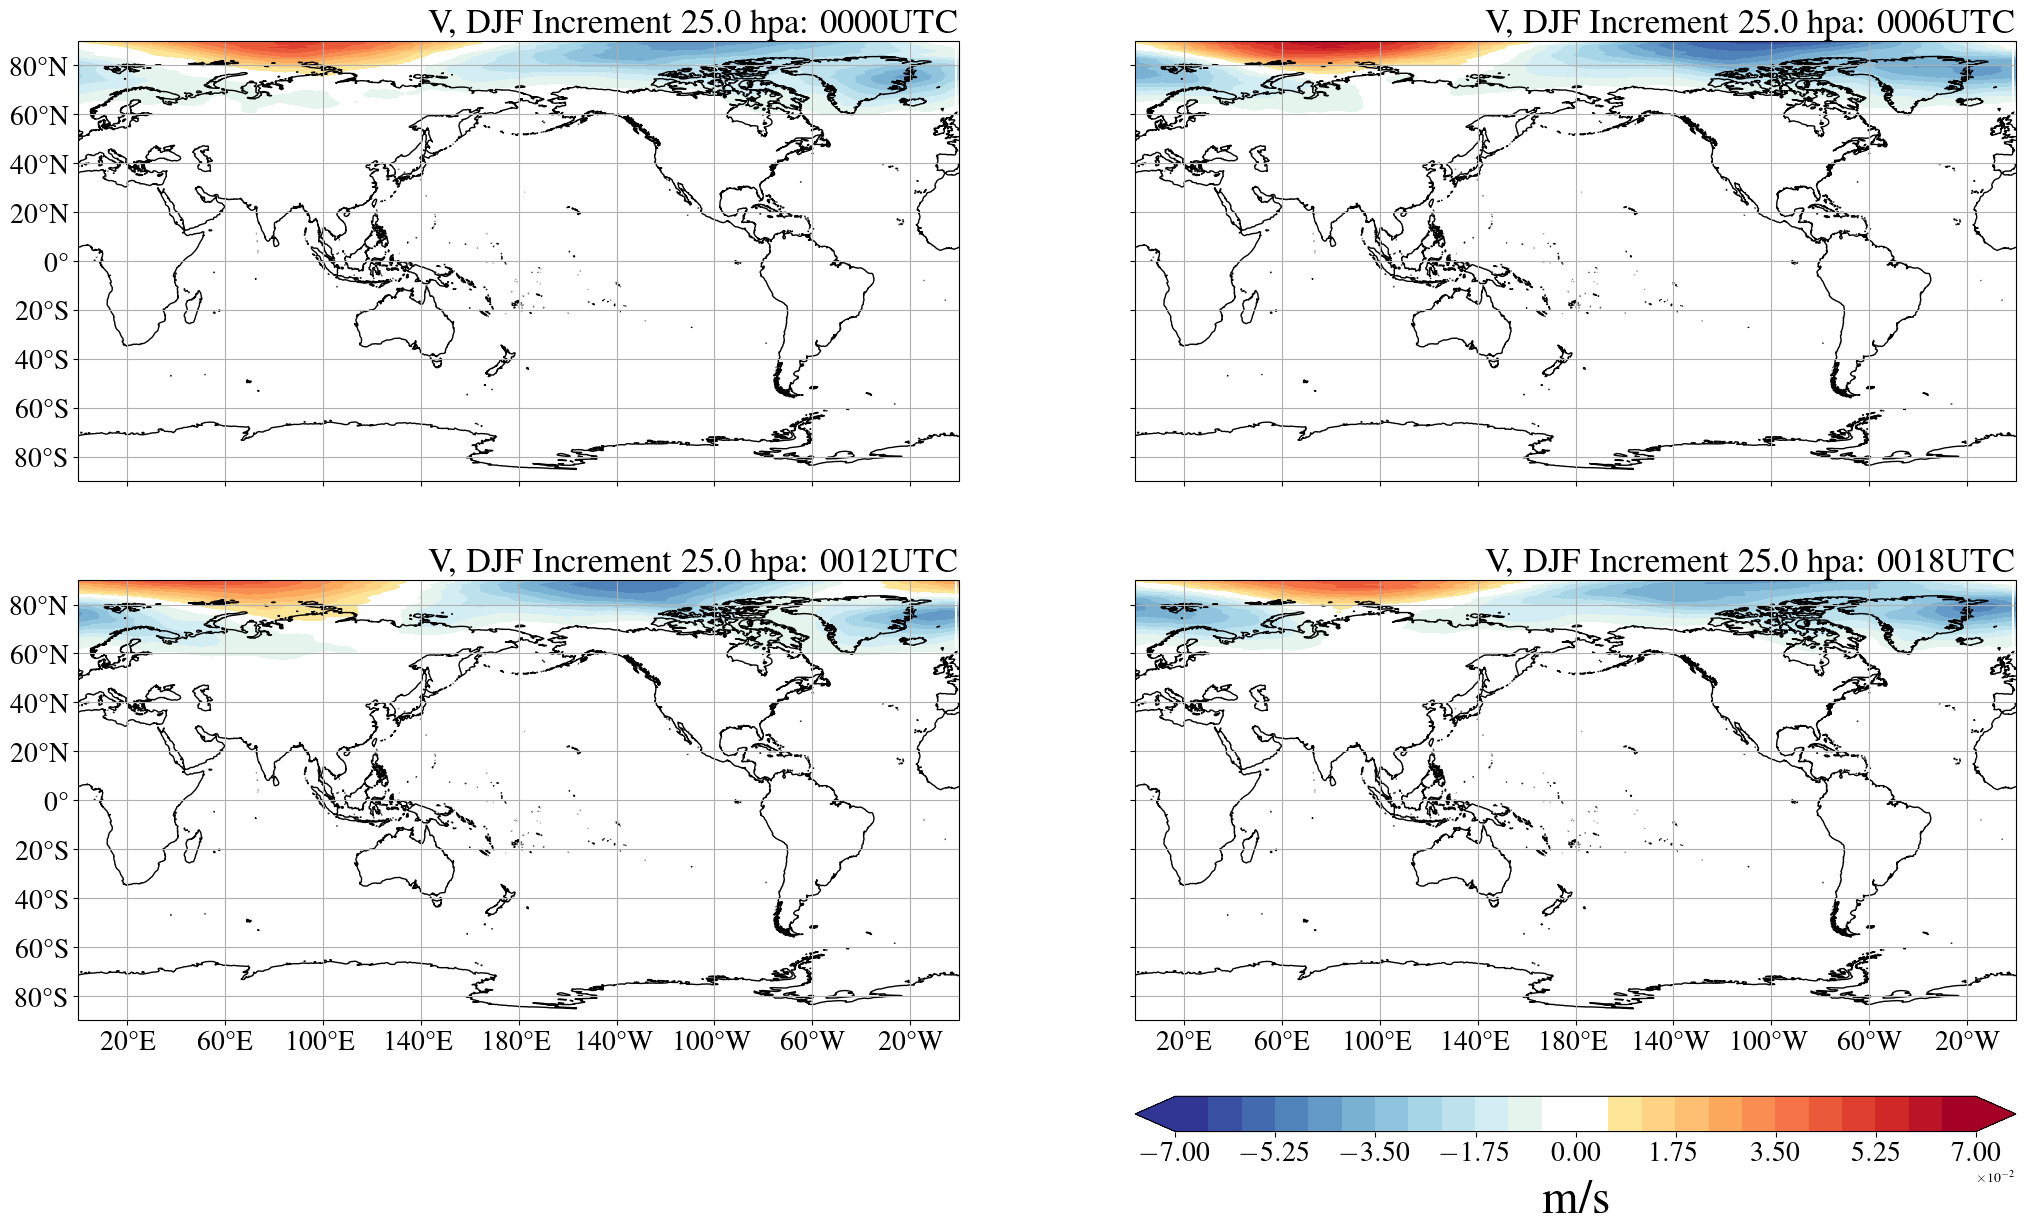 V, DJF Increment 25.0 hpa: 0000UTC
V, DJF Increment 25.0 hpa: 0006UTC
80°N
60°N
40°N
20°N
0°
20°S
40°S
60°S
80°S
V, DJF Increment 25.0 hpa: 0012UTC
V, DJF Increment 25.0 hpa: 0018UTC
80°N
60°N
40°N
20°N
0°
20°S
40°S
60°S
80°S
20°E 60°E 100°E 140°E 180°E 140°W 100°W 60°W 20°W
20°E 60°E 100°E 140°E 180°E 140°W 100°W 60°W 20°W
−7.00 −5.25 −3.50 −1.75 0.00 1.75 3.50 5.25 7.00
×10⁻²
m/s